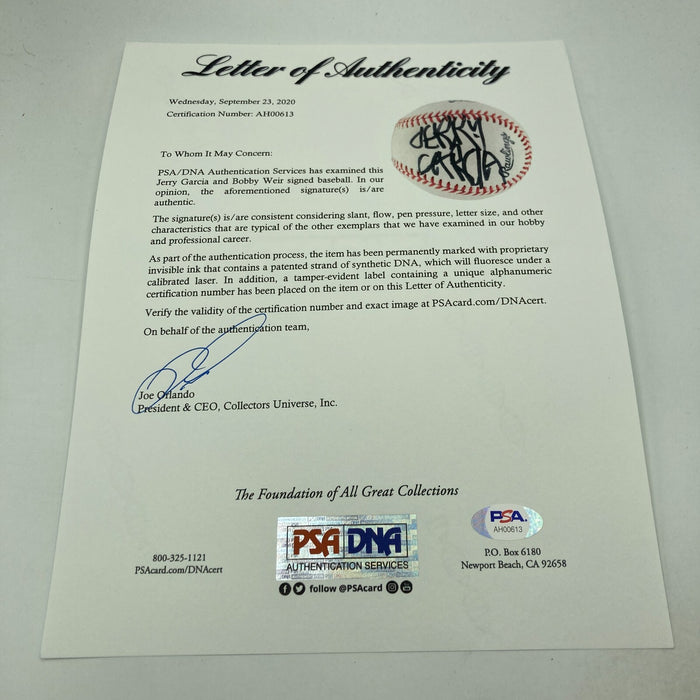 Letter of Authenticity
Wednesday, September 23, 2020
Certification Number: AH00613
JERRY
GARCIA
Rawlings
To Whom It May Concern:
PSA/DNA Authentication Services has examined this
Jerry Garcia and Bobby Weir signed baseball. In our
opinion, the aforementioned signature(s) is/are
authentic.
The signature(s) is/are consistent considering slant, flow, pen pressure, letter size, and other
characteristics that are typical of the other exemplars that we have examined in our hobby
and professional career.
As part of the authentication process, the item has been permanently marked with proprietary
invisible ink that contains a patented strand of synthetic DNA, which will fluoresce under a
calibrated laser. In addition, a tamper-evident label containing a unique alphanumeric
certification number has been placed on the item or on this Letter of Authenticity.
Verify the validity of the certification number and exact image at PSAcard.com/DNAcert.
On behalf of the authentication team,
Joe Orlando
President & CEO, Collectors Universe, Inc.
The Foundation of All Great Collections
800-325-1121
PSAcard.com/DNAcert
PSA DNA
AUTHENTICATION SERVICES
follow @PSAcard
PSA
AH00613
P.O. Box 6180
Newport Beach, CA 92658